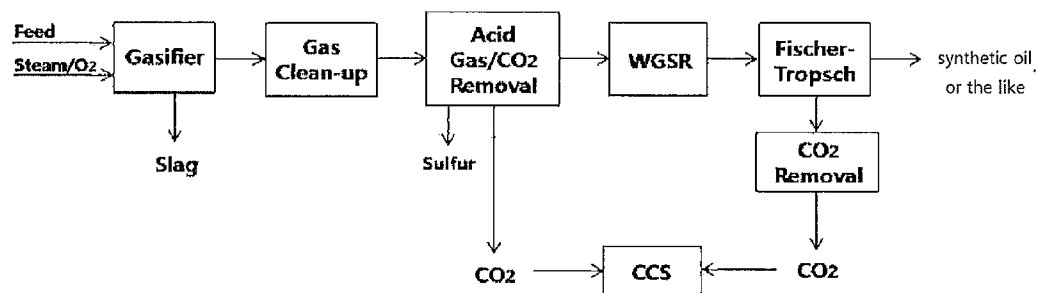 Feed
Steam/O2
Gasifier
Gas
Clean-up
Acid
Gas/CO2
Removal
WGSR
Fischer-
Tropsch
synthetic oil
or the like
Slag
Sulfur
CO2
Removal
CO2
CCS
CO2